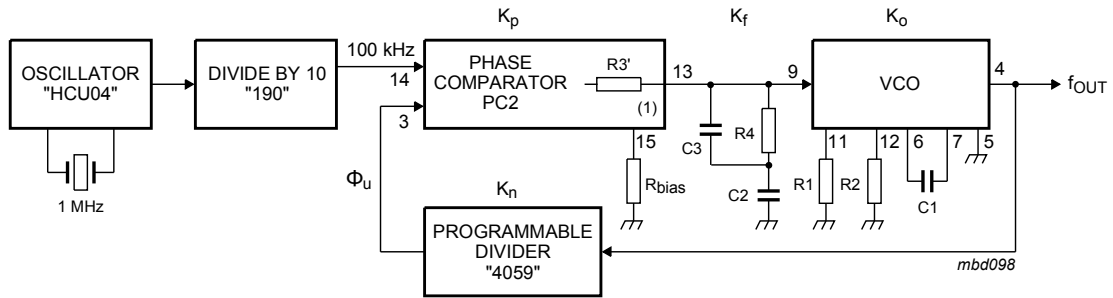 Kp
Kf
Ko
OSCILLATOR
"HCU04"
1 MHz
DIVIDE BY 10
"190"
100 kHz
14
3
PHASE
COMPARATOR
PC2
R3'
(1)
13
15
Rbias
C3
R4
C2
9
VCO
4
fOUT
11
12
6
7
5
R1
R2
C1
Φu
Kn
PROGRAMMABLE
DIVIDER
"4059"
mbd098